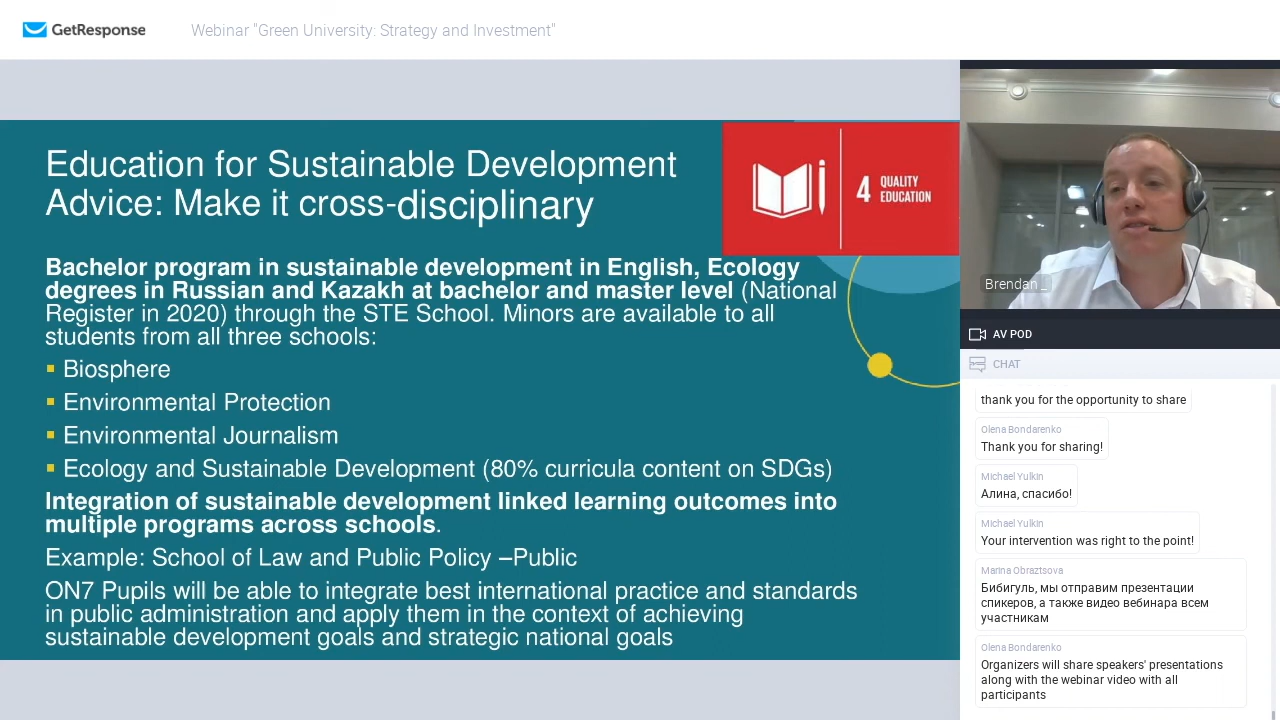 GetResponse
Webinar "Green University: Strategy and Investment"
Education for Sustainable Development
Advice: Make it cross-disciplinary
4 QUALITY
EDUCATION
Bachelor program in sustainable development in English, Ecology
degrees in Russian and Kazakh at bachelor and master level (National
Register in 2020) through the STE School. Minors are available to all
students from all three schools:
Biosphere
Environmental Protection
Environmental Journalism
Ecology and Sustainable Development (80% curricula content on SDGs)
Integration of sustainable development linked learning outcomes into
multiple programs across schools.
Example: School of Law and Public Policy –Public
ON7 Pupils will be able to integrate best international practice and standards
in public administration and apply them in the context of achieving
sustainable development goals and strategic national goals
Brendan _
AV POD
CHAT
thank you for the opportunity to share
Olena Bondarenko
Thank you for sharing!
Michael Yulkin
Алина, спасибо!
Michael Yulkin
Your intervention was right to the point!
Marina Obraztsova
Бибигуль, мы отправим презентации
спикеров, а также видео вебинара всем
участникам
Olena Bondarenko
Organizers will share speakers' presentations
along with the webinar video with all
participants